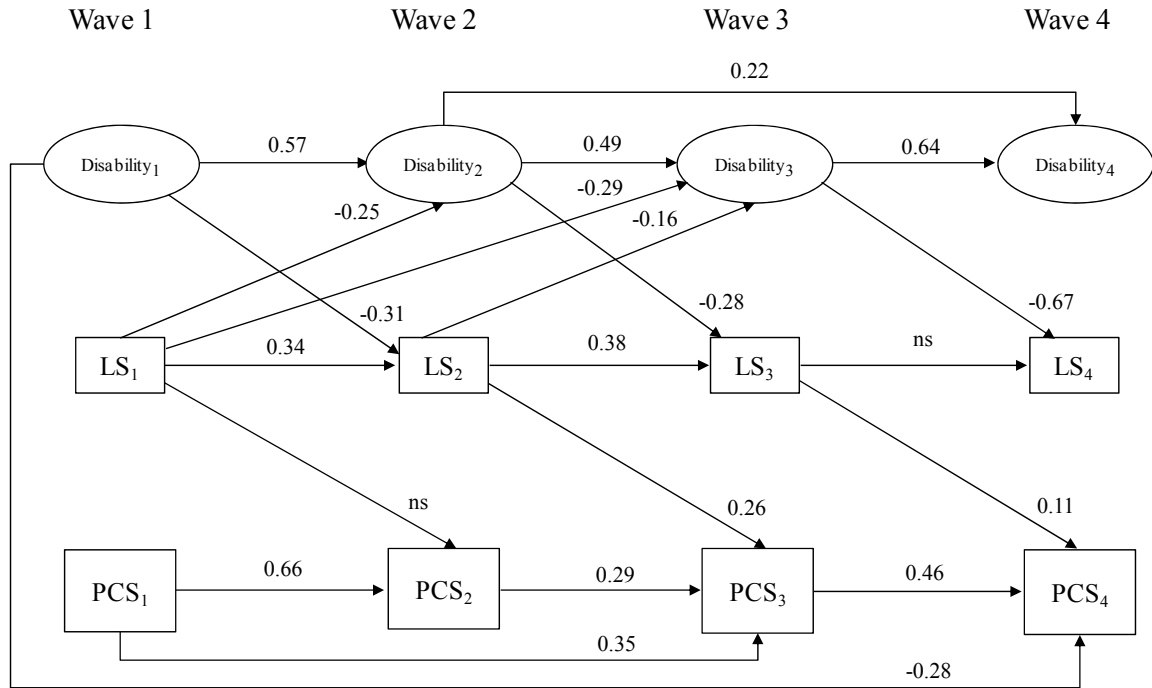 Wave 1 Wave 2 Wave 3 Wave 4
0.22
Disability₁ 0.57 Disability₂ 0.49 Disability₃ 0.64 Disability₄
-0.25 -0.29 -0.16
-0.31 -0.28 -0.67
LS₁ 0.34 LS₂ 0.38 LS₃ ns LS₄
ns 0.26 0.11
PCS₁ 0.66 PCS₂ 0.29 PCS₃ 0.46 PCS₄
0.35
-0.28